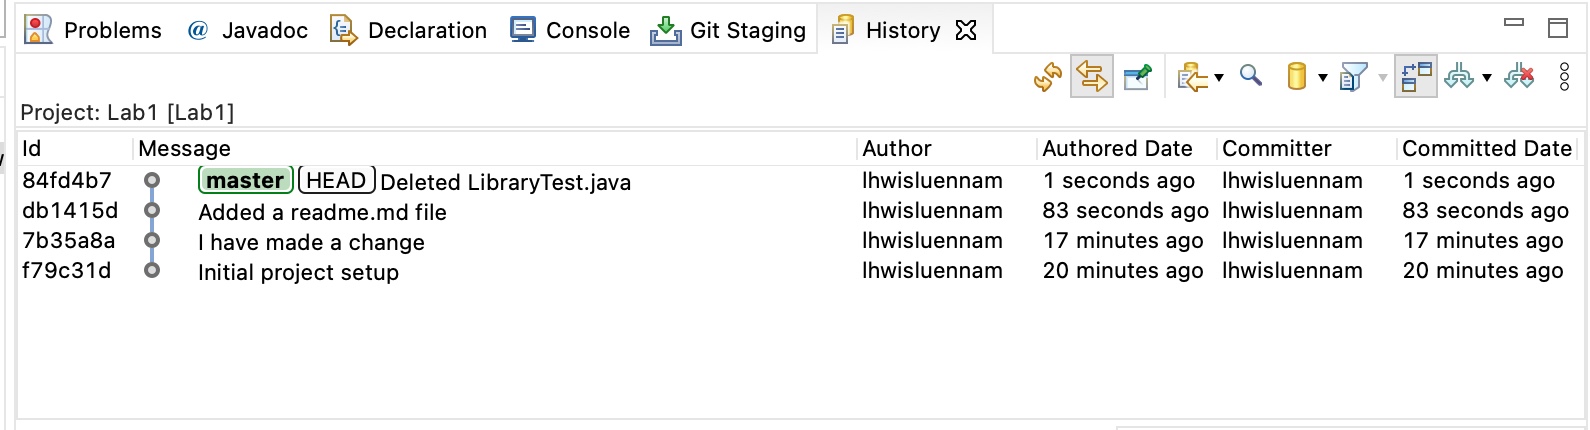 Problems @ Javadoc Declaration Console Git Staging History
Project: Lab1 [Lab1]
Id Message Author Authored Date Committer Committed Date
84fd4b7 master HEAD Deleted LibraryTest.java lhwisluennam 1 seconds ago lhwisluennam 1 seconds ago
db1415d Added a readme.md file lhwisluennam 83 seconds ago lhwisluennam 83 seconds ago
7b35a8a I have made a change lhwisluennam 17 minutes ago lhwisluennam 17 minutes ago
f79c31d Initial project setup lhwisluennam 20 minutes ago lhwisluennam 20 minutes ago